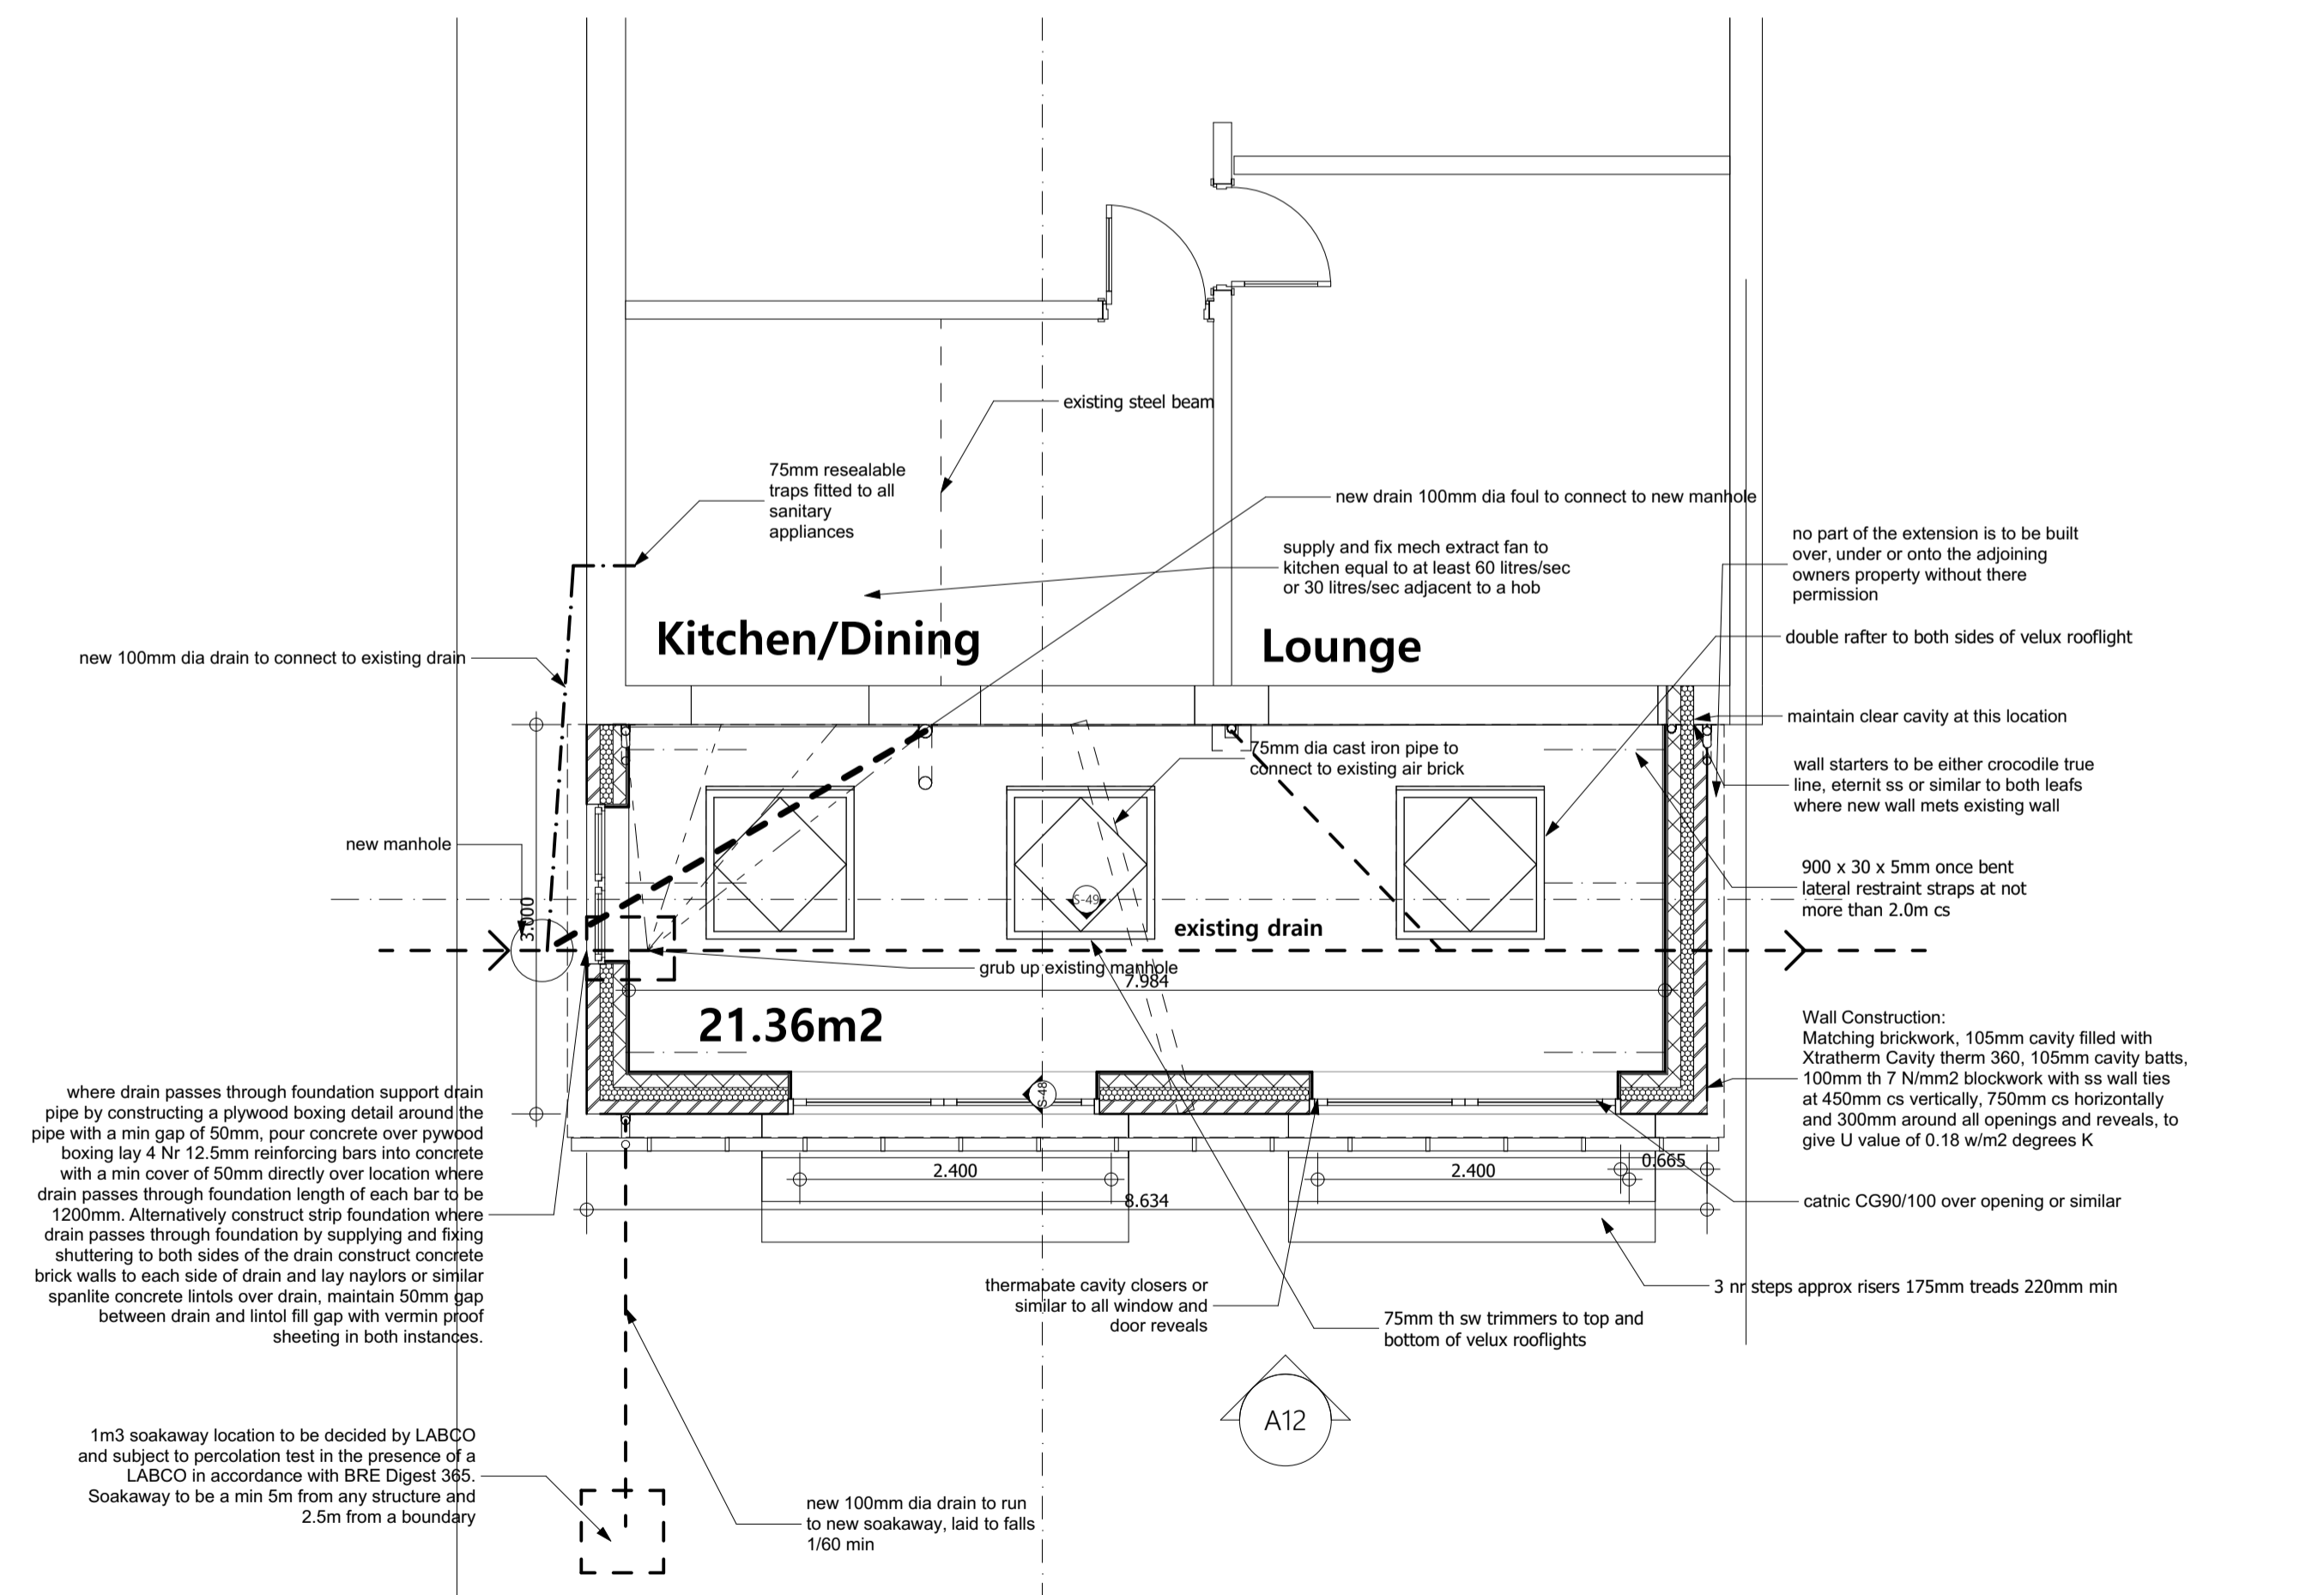 existing steel beam
75mm resealable
traps fitted to all
sanitary
appliances
new drain 100mm dia foul to connect to new manhole
supply and fix mech extract fan to
kitchen equal to at least 60 litres/sec
or 30 litres/sec adjacent to a hob
no part of the extension is to be built
over, under or onto the adjoining
owners property without there
permission
Kitchen/Dining
Lounge
double rafter to both sides of velux rooflight
new 100mm dia drain to connect to existing drain
maintain clear cavity at this location
75mm dia cast iron pipe to
connect to existing air brick
wall starters to be either crocodile true
line, eternit ss or similar to both leafs
where new wall mets existing wall
new manhole
3.000
900 x 30 x 5mm once bent
lateral restraint straps at not
more than 2.0m cs
S-49
existing drain
grub up existing manhole
7.984
21.36m2
Wall Construction:
Matching brickwork, 105mm cavity filled with
Xtratherm Cavity therm 360, 105mm cavity batts,
100mm th 7 N/mm2 blockwork with ss wall ties
at 450mm cs vertically, 750mm cs horizontally
and 300mm around all openings and reveals, to
give U value of 0.18 w/m2 degrees K
S-48
where drain passes through foundation support drain
pipe by constructing a plywood boxing detail around the
pipe with a min gap of 50mm, pour concrete over pywood
boxing lay 4 Nr 12.5mm reinforcing bars into concrete
with a min cover of 50mm directly over location where
drain passes through foundation length of each bar to be
1200mm. Alternatively construct strip foundation where
drain passes through foundation by supplying and fixing
shuttering to both sides of the drain construct concrete
brick walls to each side of drain and lay naylors or similar
spanlite concrete lintols over drain, maintain 50mm gap
between drain and lintol fill gap with vermin proof
sheeting in both instances.
2.400
2.400
0.665
8.634
catnic CG90/100 over opening or similar
3 nr steps approx risers 175mm treads 220mm min
thermabate cavity closers or
similar to all window and
door reveals
75mm th sw trimmers to top and
bottom of velux rooflights
A12
1m3 soakaway location to be decided by LABCO
and subject to percolation test in the presence of a
LABCO in accordance with BRE Digest 365.
Soakaway to be a min 5m from any structure and
2.5m from a boundary
new 100mm dia drain to run
to new soakaway, laid to falls
1/60 min